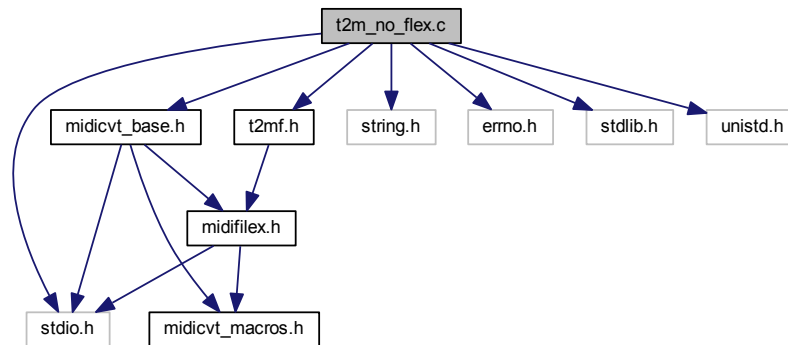 t2m_no_flex.c
midicvt_base.h
t2mf.h
string.h
errno.h
stdlib.h
unistd.h
midifilex.h
stdio.h
midicvt_macros.h